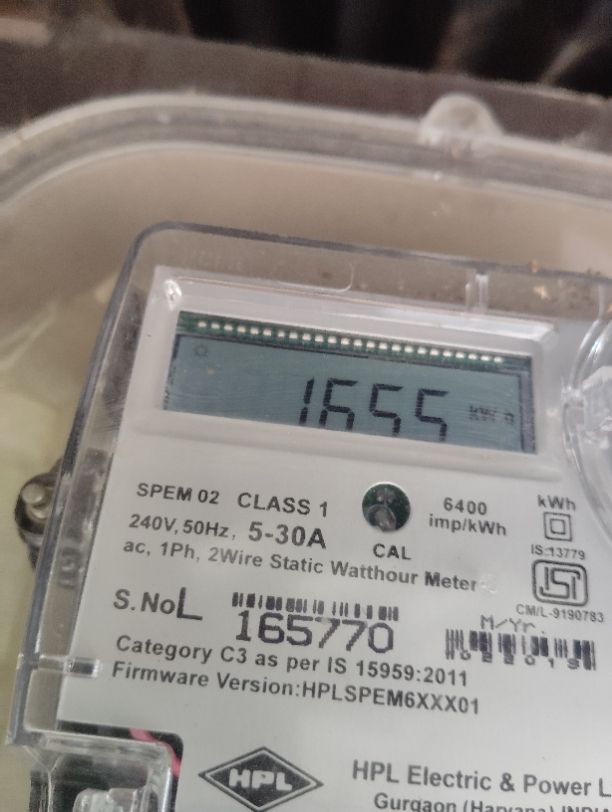 1655
SPEM 02 CLASS 1
240V, 50Hz, 5-30A
ac, 1Ph, 2Wire Static Watthour Meter
CAL
6400
imp/kWh
kWh
IS:13779
ISI
CM/L-9190783
S.No L
165770
M/Yr.
Category C3 as per IS 15959:2011
Firmware Version:HPLSPEM6XXX01
HPL
HPL Electric & Power
Gurgaon (Haryana)